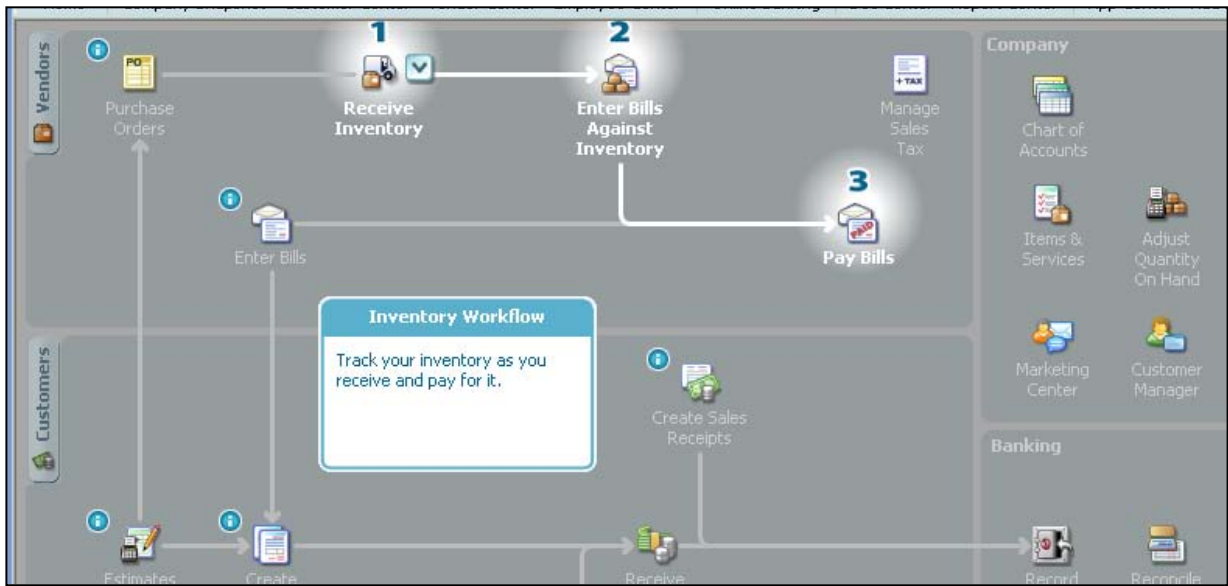 1
2
Vendors
PO
Purchase
Orders
Receive
Inventory
Enter Bills
Against
Inventory
+ TAX
Manage
Sales
Tax
Enter Bills
3
PAID
Pay Bills
Inventory Workflow
Track your inventory as you
receive and pay for it.
Customers
Create Sales
Receipts
Estimates
Create
Receive
Company
Chart of
Accounts
Items &
Services
Adjust
Quantity
On Hand
Marketing
Center
Customer
Manager
Banking
Record
Reconcile